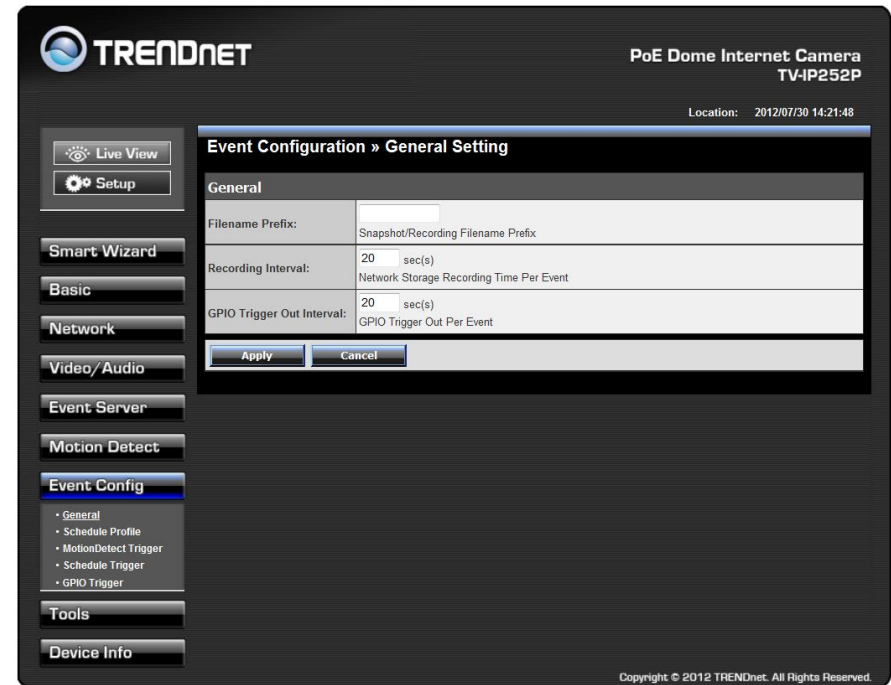 TRENDNET
PoE Dome Internet Camera
TV-IP252P
Location: 2012/07/30 14:21:48
Live View
Setup
Smart Wizard
Basic
Network
Video/Audio
Event Server
Motion Detect
Event Config
• General
• Schedule Profile
• MotionDetect Trigger
• Schedule Trigger
• GPIO Trigger
Tools
Device Info
Event Configuration » General Setting
General
Filename Prefix:
Snapshot/Recording Filename Prefix
Recording Interval:
20 sec(s)
Network Storage Recording Time Per Event
GPIO Trigger Out Interval:
20 sec(s)
GPIO Trigger Out Per Event
Apply Cancel
Copyright © 2012 TRENDnet. All Rights Reserved.